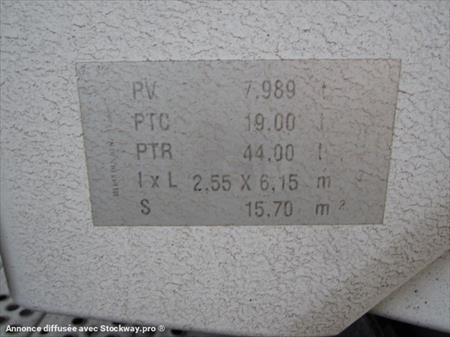 PV 7.989 t
PTC 19.00 t
PTR 44.00 t
l x L 2.55 X 6.15 m
S 15.70 m²
Annonce diffusée avec Stockway.pro ®